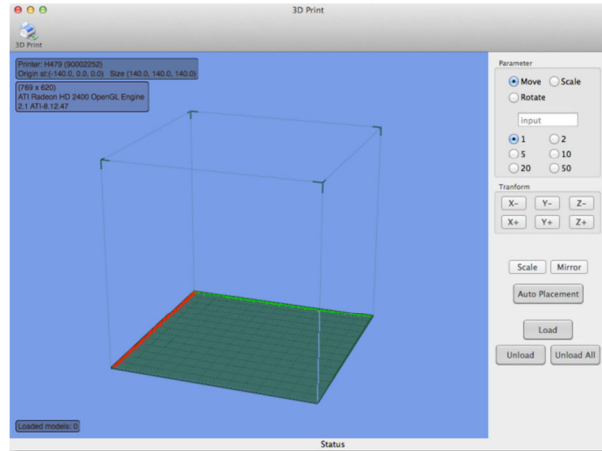 3D Print
3D Print
Printer: H479 (90002252)
Origin at:(-140.0, 0.0, 0.0) Size (140.0, 140.0, 140.0)
(769 x 620)
ATI Radeon HD 2400 OpenGL Engine
2.1 ATI-8.12.47
Parameter
Move Scale
Rotate
input
1 2
5 10
20 50
Tranform
X- Y- Z-
X+ Y+ Z+
Scale Mirror
Auto Placement
Load
Unload Unload All
Loaded models: 0
Status